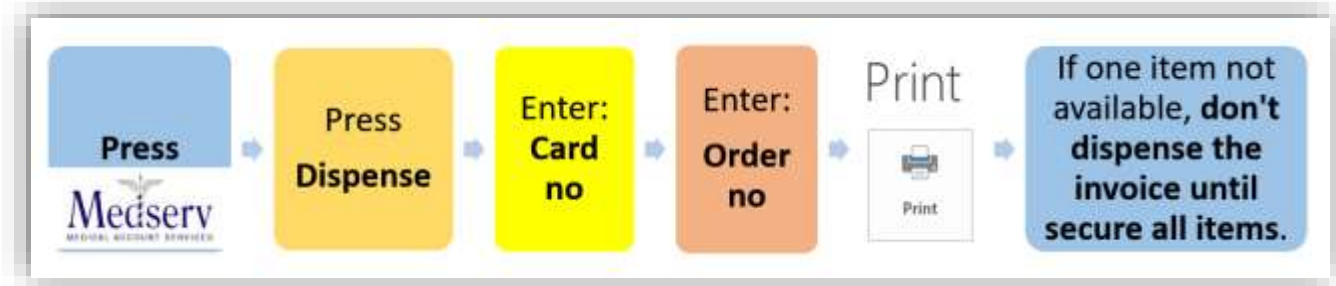 Press
Medserv
MEDICAL ACCOUNT SERVICES
Press
Dispense
Enter:
Card
no
Enter:
Order
no
Print
Print
If one item not
available, don't
dispense the
invoice until
secure all items.